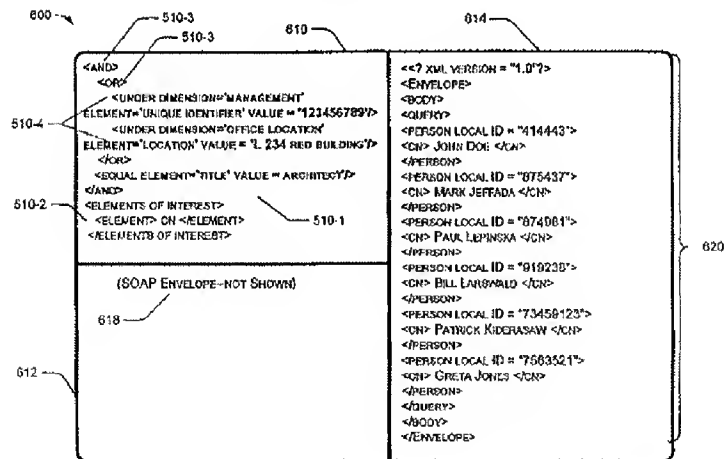 600
510-3
510-3
610
614
<AND>
<OR>
<UNDER DIMENSION='MANAGEMENT'
ELEMENT='UNIQUE IDENTIFIER' VALUE = "123456789"/>
<UNDER DIMENSION='OFFICE LOCATION'
ELEMENT='LOCATION' VALUE = 'L 234 RED BUILDING'/>
</OR>
<EQUAL ELEMENT='TITLE' VALUE = ARCHITECT'/>
</AND>
<ELEMENTS OF INTEREST>
<ELEMENT> CN </ELEMENT>
</ELEMENTS OF INTEREST>
510-4
510-2
510-1
(SOAP ENVELOPE--NOT SHOWN)
618
612
<<? XML VERSION = "1.0"?>
<ENVELOPE>
<BODY>
<QUERY>
<PERSON LOCAL ID = "414443">
<CN> JOHN DOE </CN>
</PERSON>
<PERSON LOCAL ID = "875437">
<CN> MARK JEFFADA </CN>
</PERSON>
<PERSON LOCAL ID = "874081">
<CN> PAUL LEPINSKA </CN>
</PERSON>
<PERSON LOCAL ID = "919238">
<CN> BILL LARSWALD </CN>
</PERSON>
<PERSON LOCAL ID = "73459123">
<CN> PATRICK KIDERASAW </CN>
</PERSON>
<PERSON LOCAL ID = "7563521">
<CN> GRETA JONES </CN>
</PERSON>
</QUERY>
</BODY>
</ENVELOPE>
620